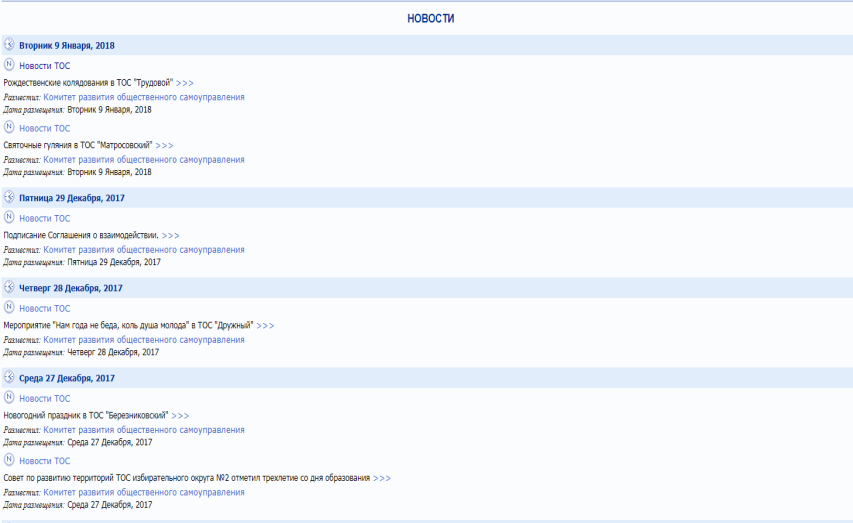 НОВОСТИ
Вторник 9 Января, 2018
N Новости ТОС
Рождественские колядования в ТОС "Трудовой" >>>
Разместил: Комитет развития общественного самоуправления
Дата размещения: Вторник 9 Января, 2018
N Новости ТОС
Святочные гуляния в ТОС "Матросовский" >>>
Разместил: Комитет развития общественного самоуправления
Дата размещения: Вторник 9 Января, 2018
Пятница 29 Декабря, 2017
N Новости ТОС
Подписание Соглашения о взаимодействии. >>>
Разместил: Комитет развития общественного самоуправления
Дата размещения: Пятница 29 Декабря, 2017
Четверг 28 Декабря, 2017
N Новости ТОС
Мероприятие "Нам года не беда, коль душа молода" в ТОС "Дружный" >>>
Разместил: Комитет развития общественного самоуправления
Дата размещения: Четверг 28 Декабря, 2017
Среда 27 Декабря, 2017
N Новости ТОС
Новогодний праздник в ТОС "Березниковский" >>>
Разместил: Комитет развития общественного самоуправления
Дата размещения: Среда 27 Декабря, 2017
N Новости ТОС
Совет по развитию территорий ТОС избирательного округа №2 отметил трехлетие со дня образования >>>
Разместил: Комитет развития общественного самоуправления
Дата размещения: Среда 27 Декабря, 2017